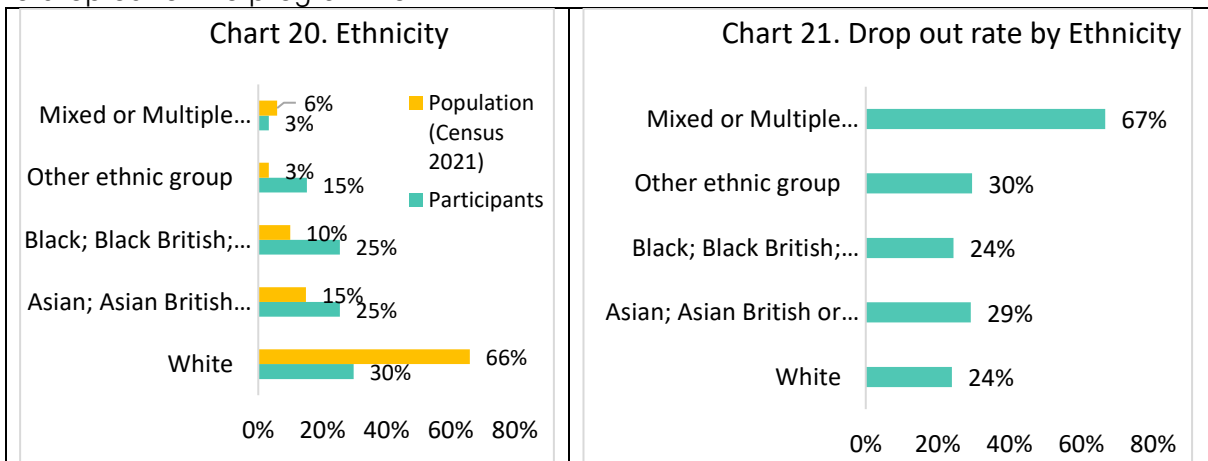 Chart 20. Ethnicity
Mixed or Multiple...
6%
3%
Other ethnic group
3%
15%
Black; Black British;...
10%
25%
Asian; Asian British...
15%
25%
White
66%
30%
0% 20% 40% 60% 80%
Population
(Census
2021)
Participants
Chart 21. Drop out rate by Ethnicity
Mixed or Multiple...
67%
Other ethnic group
30%
Black; Black British;...
24%
Asian; Asian British or...
29%
White
24%
0% 20% 40% 60% 80%